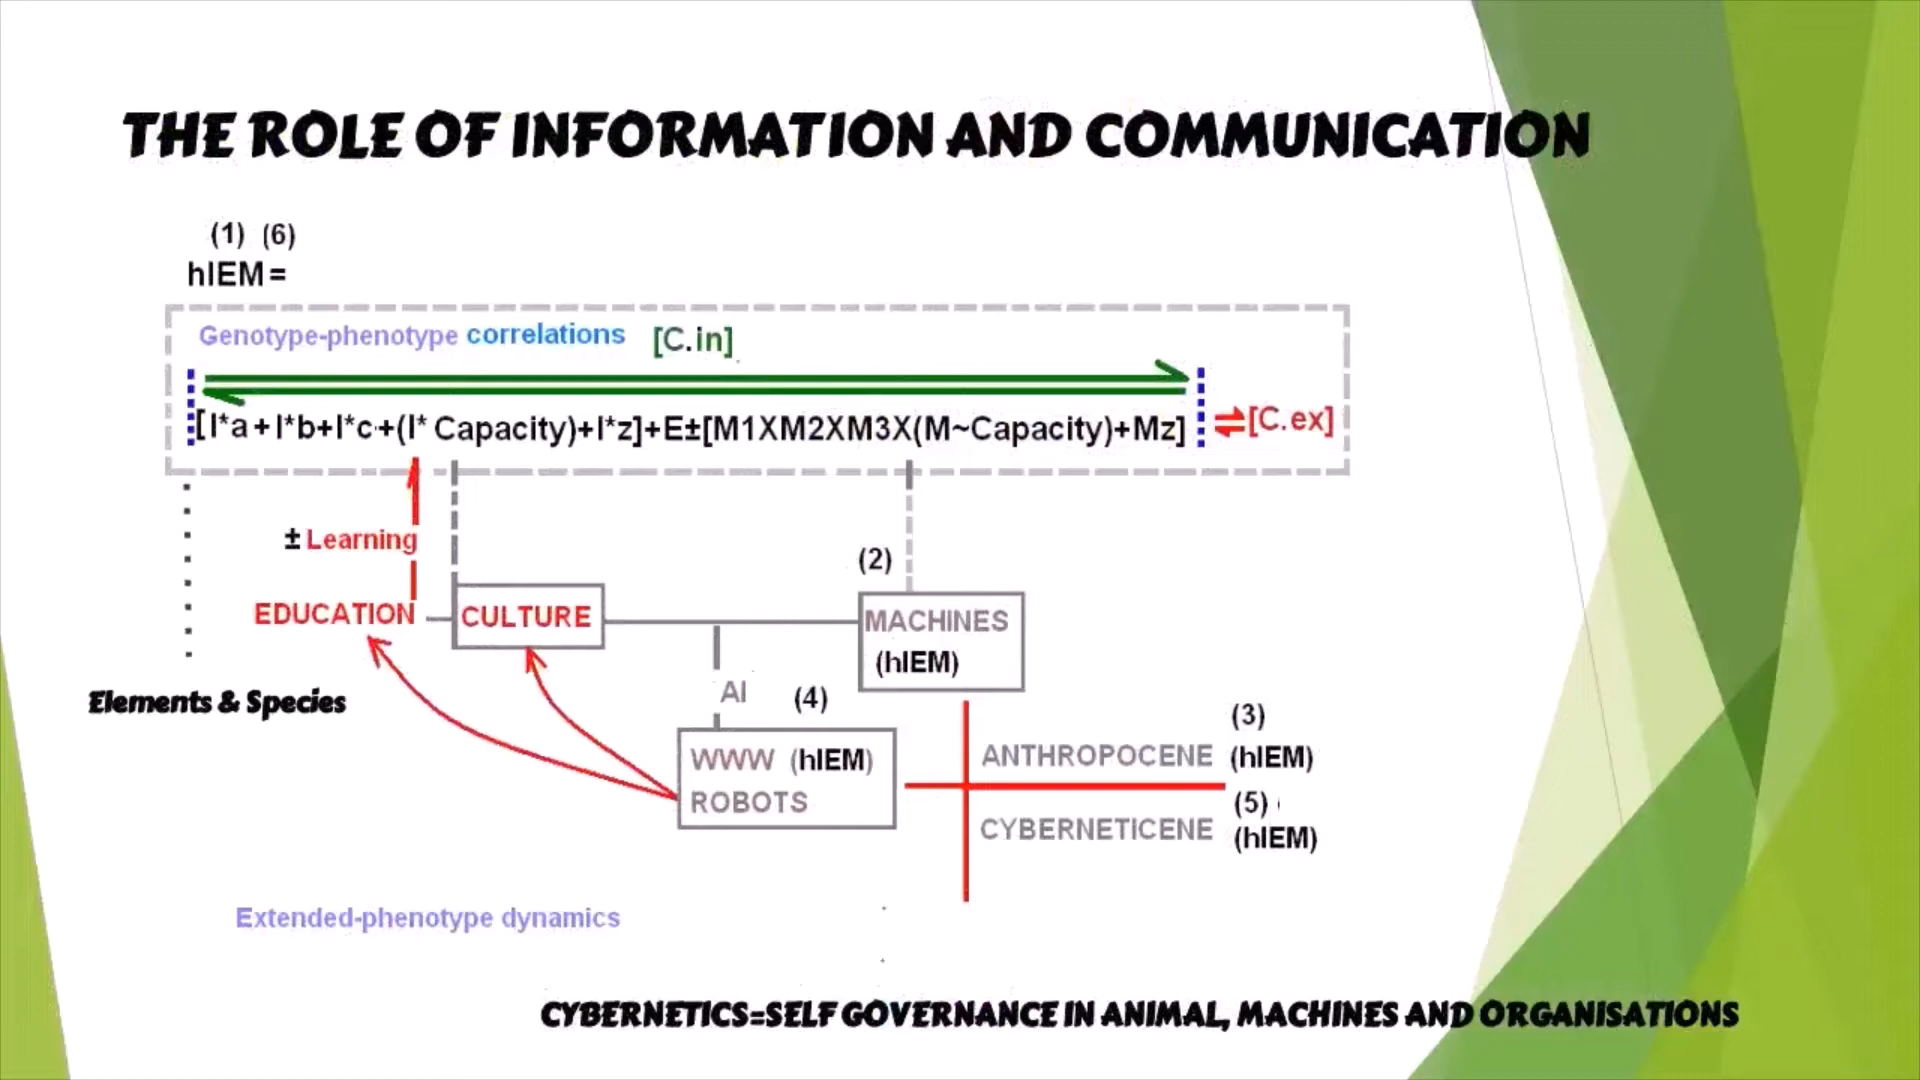 THE ROLE OF INFORMATION AND COMMUNICATION
(1) (6)
hIEM =
Genotype-phenotype correlations [C.in]
[I*a+I*b+I*c+(I* Capacity)+I*z]+E±[M1XM2XM3X(M~Capacity)+Mz] ⇌[C.ex]
± Learning
(2)
EDUCATION
CULTURE
MACHINES
(hIEM)
Elements & Species
AI
(4)
WWW (hIEM)
ROBOTS
(3)
ANTHROPOCENE (hIEM)
(5)
CYBERNETICENE (hIEM)
Extended-phenotype dynamics
CYBERNETICS=SELF GOVERNANCE IN ANIMAL, MACHINES AND ORGANISATIONS